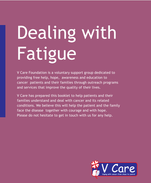 Dealing with
Fatigue
V Care Foundation is a voluntary support group dedicated to
providing free help, hope, awareness and education to
cancer patients and their families through outreach programs
and services that improve the quality of their lives.
V Care has prepared this booklet to help patients and their
families understand and deal with cancer and its related
conditions. We believe this will help the patient and the family
face the disease together with courage and with hope.
Please do not hesitate to get in touch with us for any help.
V Care